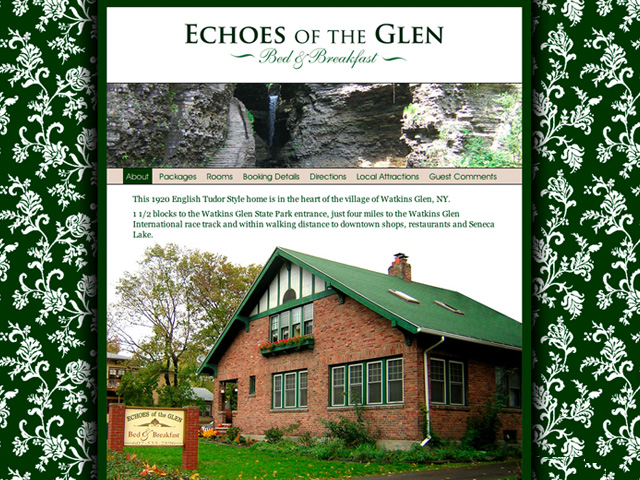 ECHOES OF THE GLEN
Bed & Breakfast
About Packages Rooms Booking Details Directions Local Attractions Guest Comments
This 1920 English Tudor Style home is in the heart of the village of Watkins Glen, NY.
1 1/2 blocks to the Watkins Glen State Park entrance, just four miles to the Watkins Glen
International race track and within walking distance to downtown shops, restaurants and Seneca
Lake.
ECHOES of the GLEN
Bed & Breakfast